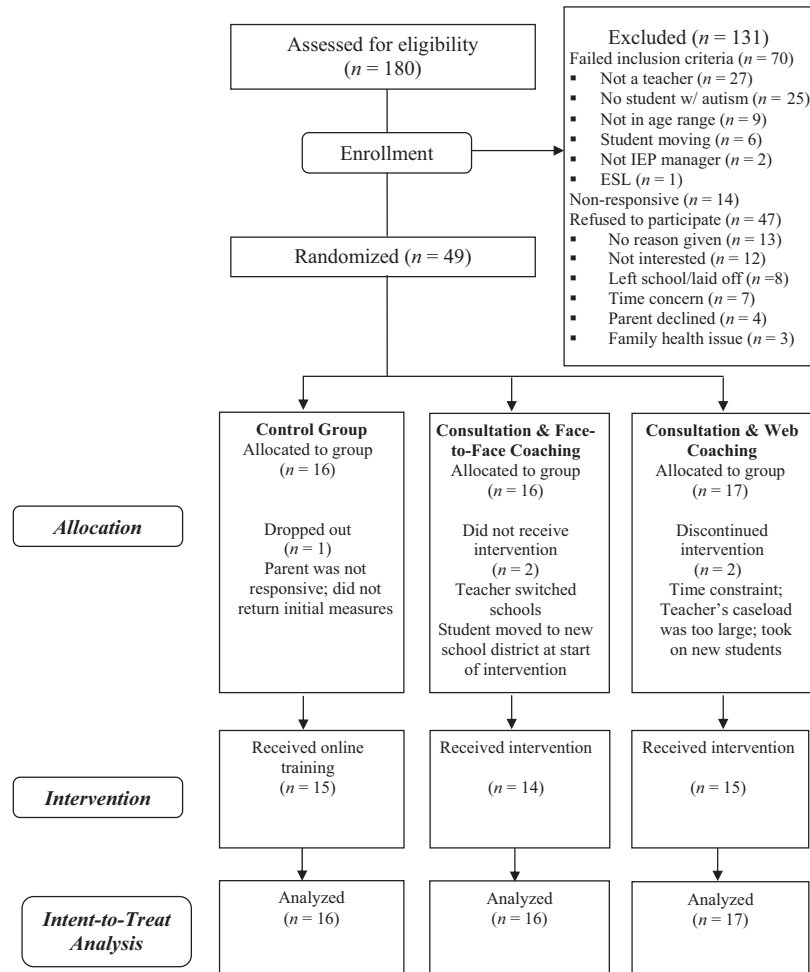 Assessed for eligibility
(n = 180)
Excluded (n = 131)
Failed inclusion criteria (n = 70)
▪ Not a teacher (n = 27)
▪ No student w/ autism (n = 25)
▪ Not in age range (n = 9)
▪ Student moving (n = 6)
▪ Not IEP manager (n = 2)
▪ ESL (n = 1)
Non-responsive (n = 14)
Refused to participate (n = 47)
▪ No reason given (n = 13)
▪ Not interested (n = 12)
▪ Left school/laid off (n =8)
▪ Time concern (n = 7)
▪ Parent declined (n = 4)
▪ Family health issue (n = 3)
Enrollment
Randomized (n = 49)
Allocation
Control Group
Allocated to group
(n = 16)
Dropped out
(n = 1)
Parent was not
responsive; did not
return initial measures
Consultation & Face-
to-Face Coaching
Allocated to group
(n = 16)
Did not receive
intervention
(n = 2)
Teacher switched
schools
Student moved to new
school district at start
of intervention
Consultation & Web
Coaching
Allocated to group
(n = 17)
Discontinued
intervention
(n = 2)
Time constraint;
Teacher's caseload
was too large; took
on new students
Intervention
Received online
training
(n = 15)
Received intervention
(n = 14)
Received intervention
(n = 15)
Intent-to-Treat
Analysis
Analyzed
(n = 16)
Analyzed
(n = 16)
Analyzed
(n = 17)